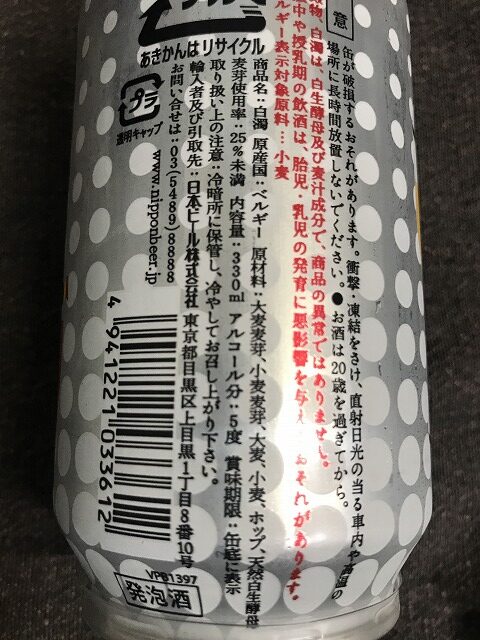 意
缶が破損するおそれがあります。衝撃・凍結をさけ、直射日光の当る車内や高温の
場所に長時間放置しないでください。●お酒は20歳を過ぎてから。
物 白濁は、白生酵母及び麦汁成分で、商品の異常ではありません。
中や授乳期の飲酒は、胎児・乳児の発育に悪影響を与え おそれがあります。
ルギー表示対象原料…小麦
商品名：白濁 原産国：ベルギー 原材料：大麦麦芽、小麦麦芽、大麦、小麦、ホップ、天然白生酵母
麦芽使用率：25%未満 内容量：330ml アルコール分：5度 賞味期限：缶底に表示
取り扱い上の注意：冷暗所に保管し、冷やしてお召し上がり下さい。
輸入者及び引取先：日本ビール株式会社 東京都目黒区上目黒1丁目8番10号
お問い合せは：03(5489)8888
www.nipponbeer.jp
あきかんはリサイクル
プラ
透明キャップ
4941221033612
VPB1397
発泡酒